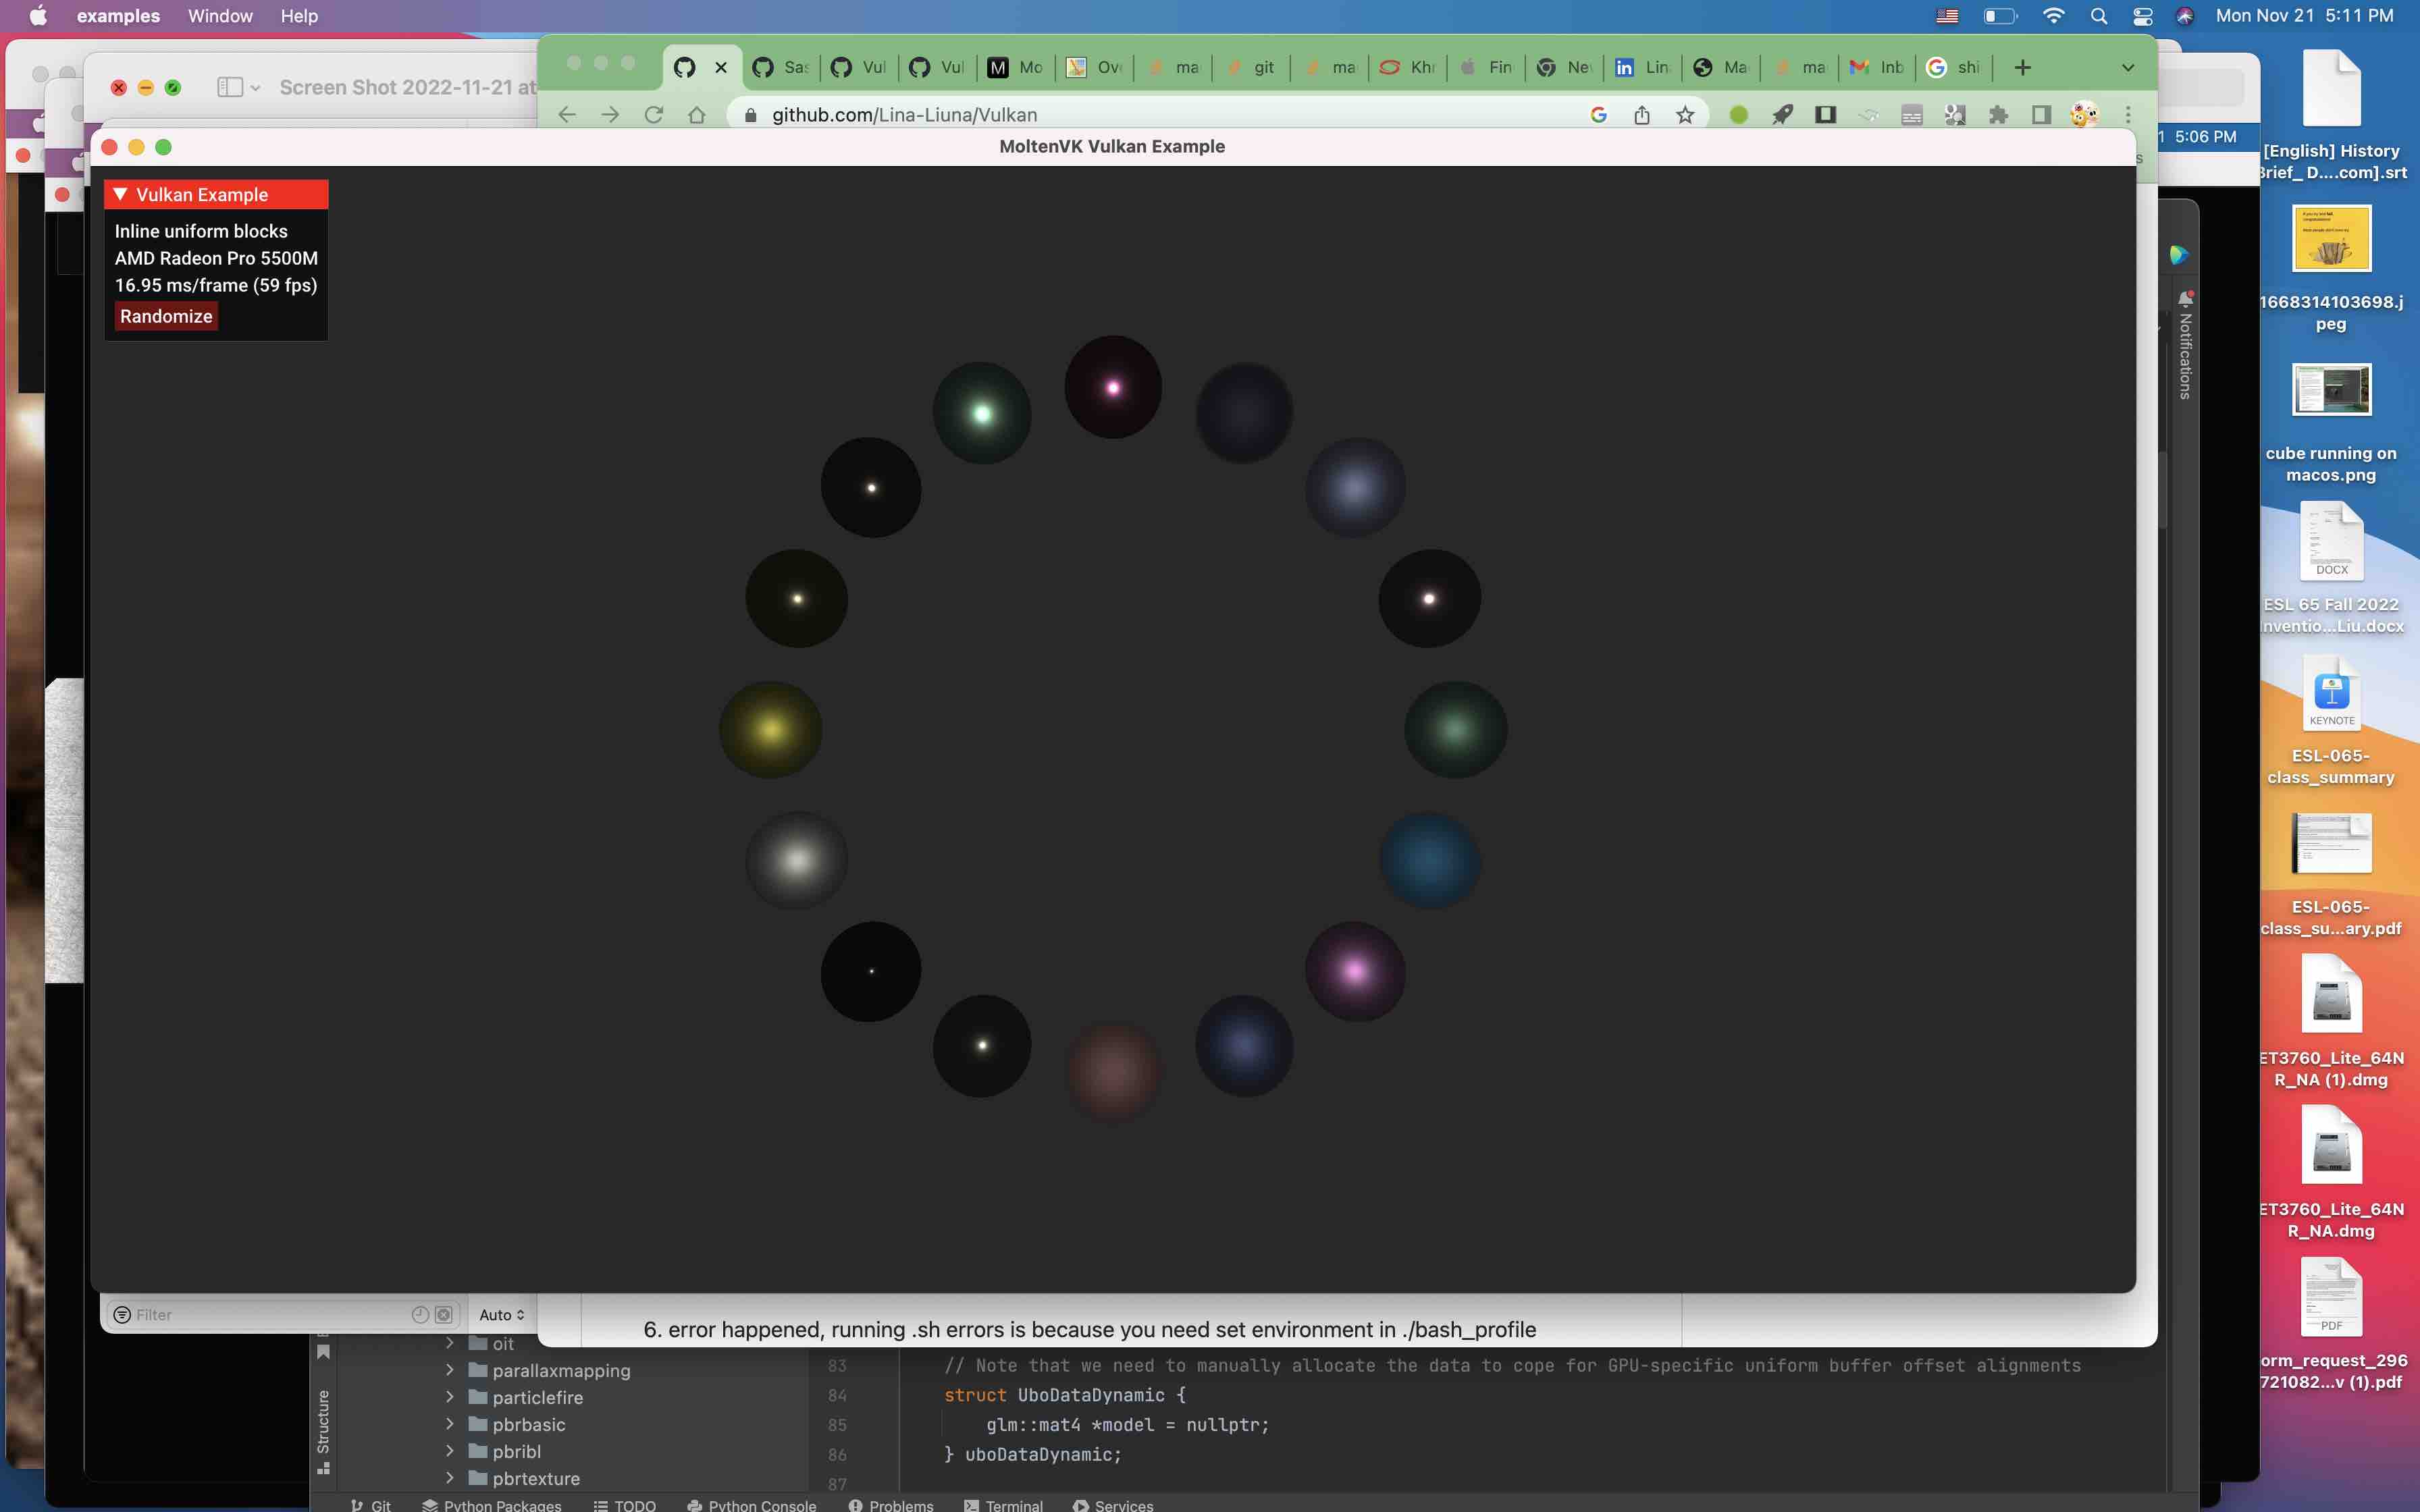 examples Window Help
Mon Nov 21 5:11 PM
Screen Shot 2022-11-21 at
Sas Vul Vul Mo Ov ma git ma Khr Fin Ne Lin Ma ma Inb shi
github.com/Lina-Liuna/Vulkan
5:06 PM
MoltenVK Vulkan Example
Vulkan Example
Inline uniform blocks
AMD Radeon Pro 5500M
16.95 ms/frame (59 fps)
Randomize
Notifications
[English] History
Brief_ D....com].srt
1668314103698.j
peg
cube running on
macos.png
DOCX
ESL 65 Fall 2022
Inventio...Liu.docx
KEYNOTE
ESL-065-
class_summary
ESL-065-
class_su...ary.pdf
ET3760_Lite_64N
R_NA (1).dmg
ET3760_Lite_64N
R_NA.dmg
PDF
orm_request_296
721082...v (1).pdf
Filter
Auto
6. error happened, running .sh errors is because you need set environment in ./bash_profile
oit
parallaxmapping
particlefire
pbrbasic
pbribl
pbrtexture
Structure
83 // Note that we need to manually allocate the data to cope for GPU-specific uniform buffer offset alignments
84 struct UboDataDynamic {
85 glm::mat4 *model = nullptr;
86 } uboDataDynamic;
87
Git Python Packages TODO Python Console Problems Terminal Services